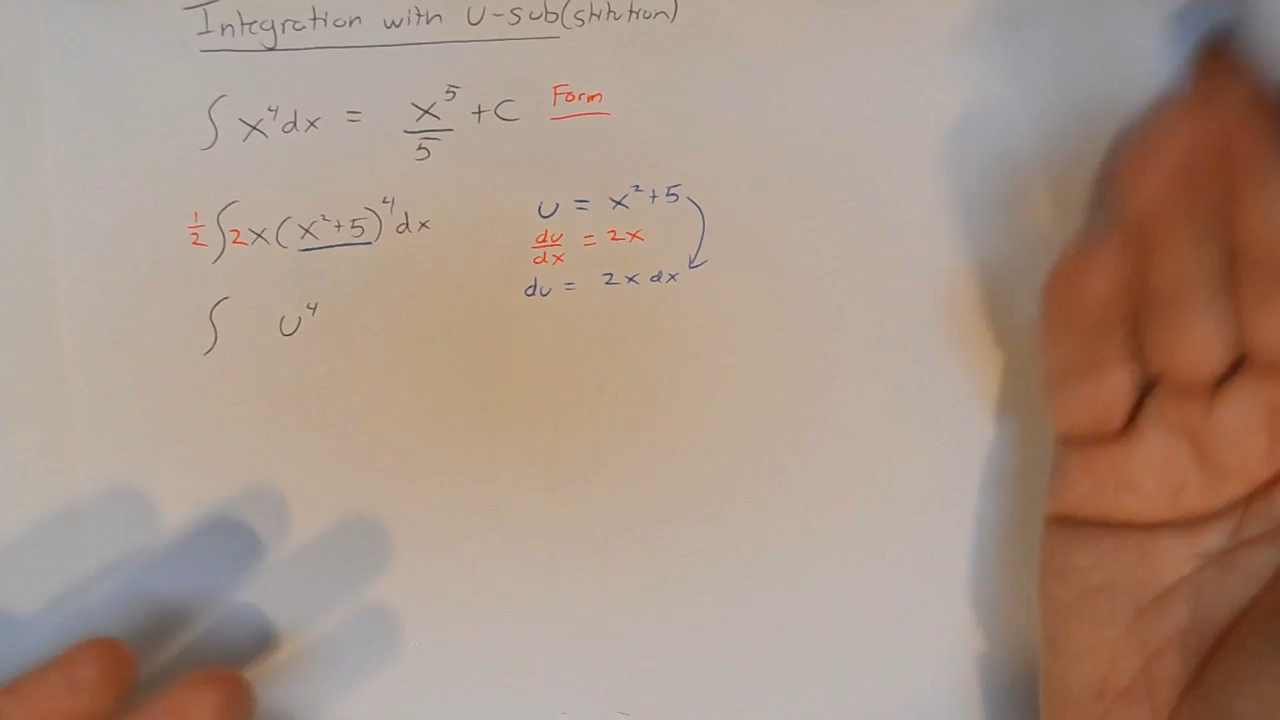 Integration with U-sub(stitution)
∫ x⁴dx = x⁵/5 + C Form
1/2 ∫ 2x(x²+5)⁴dx
u = x²+5
du/dx = 2x
du = 2x dx
∫ u⁴